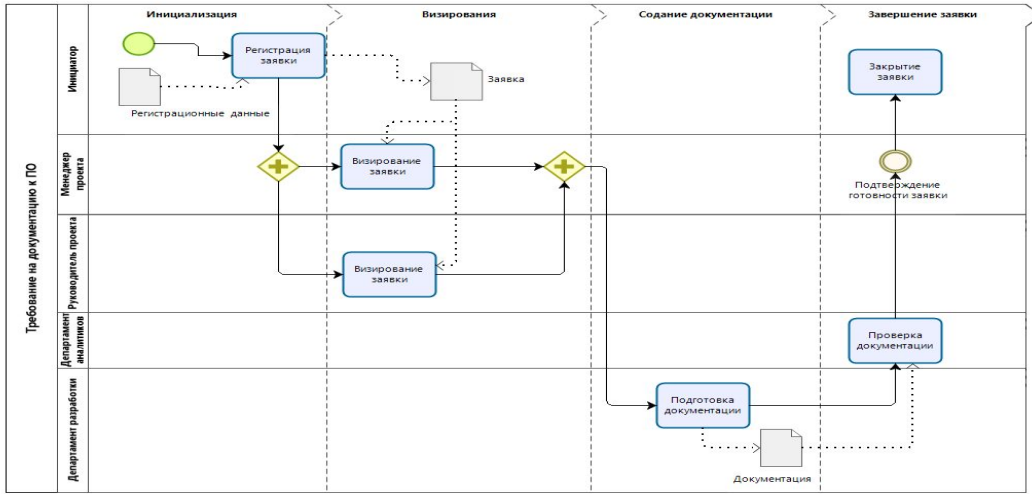 Инициализация
Визирования
Содание документации
Завершение заявки
Требование на документацию к ПО
Инициатор
Регистрация
заявки
Регистрационные данные
Заявка
Закрытие
заявки
Менеджер
проекта
Визирование
заявки
Подтверждение
готовности заявки
Руководитель проекта
Визирование
заявки
Департамент
аналитиков
Проверка
документации
Департамент разработки
Подготовка
документации
Документация